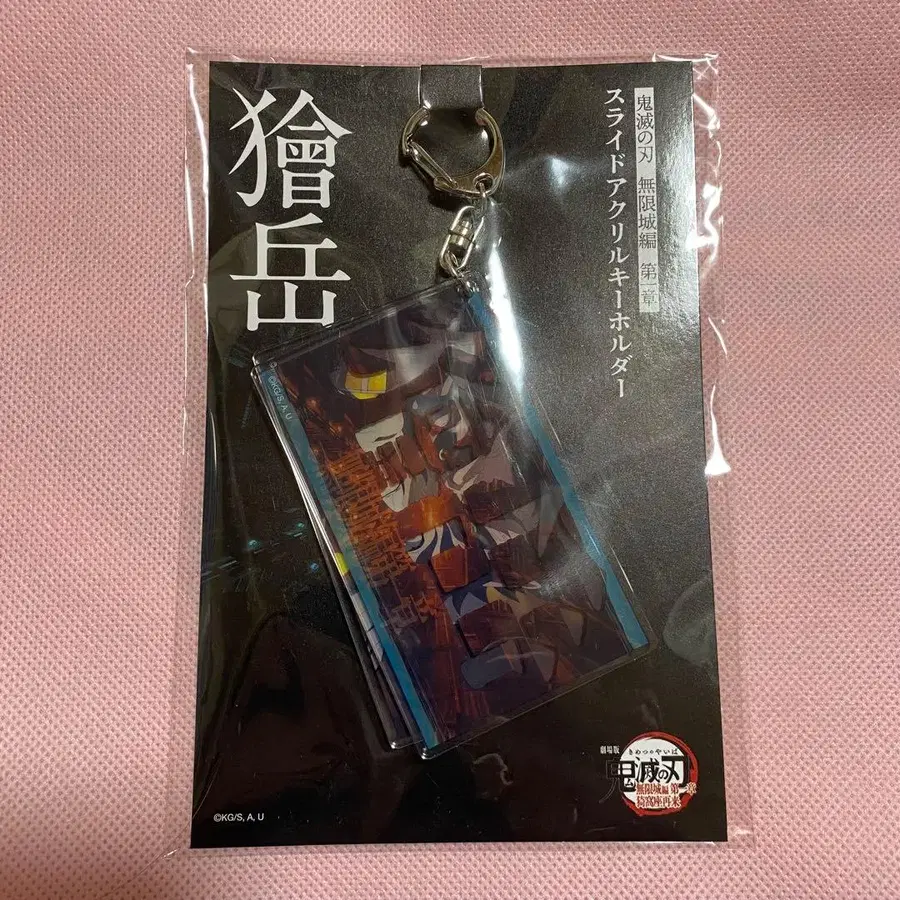 獪岳
鬼滅の刃 無限城編 第一章
スライドアクリルキーホルダー
©KG/S, A, U
劇場版
きめつのやいば
鬼滅の刃
無限城編 第一章
猗窩座再来
©KG/S, A, U